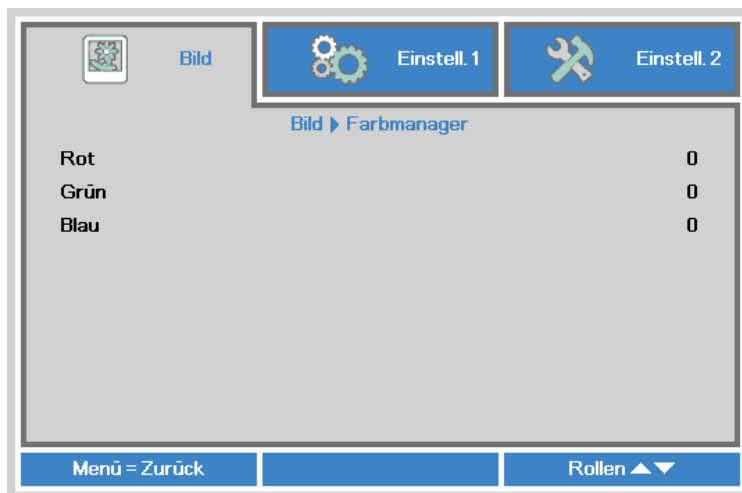 Bild Einstell. 1 Einstell. 2
Bild ▶ Farbmanager
Rot 0
Grün 0
Blau 0
Menü = Zurück Rollen ▲▼